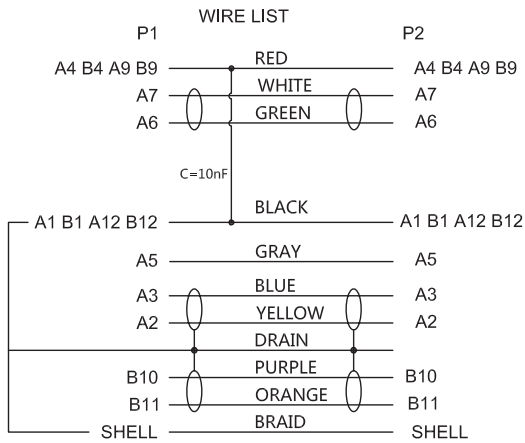 WIRE LIST
P1 P2
A4 B4 A9 B9 RED A4 B4 A9 B9
A7 WHITE A7
A6 GREEN A6
C=10nF
A1 B1 A12 B12 BLACK A1 B1 A12 B12
A5 GRAY A5
A3 BLUE A3
A2 YELLOW A2
DRAIN
B10 PURPLE B10
B11 ORANGE B11
SHELL BRAID SHELL